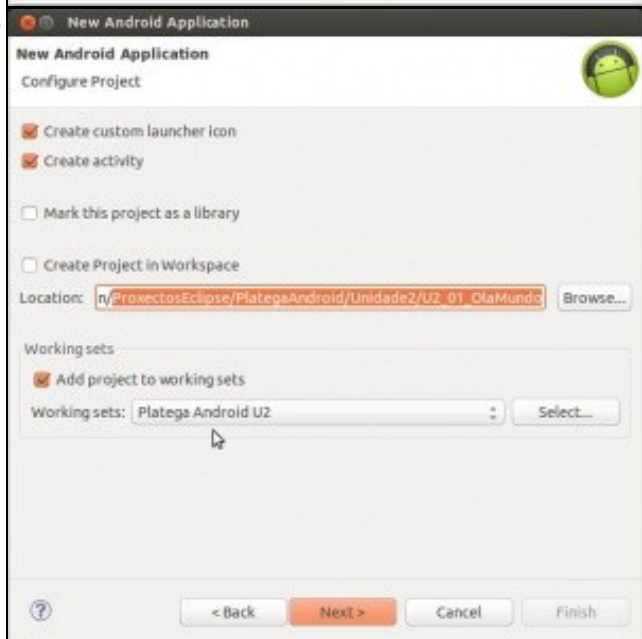 New Android Application
New Android Application
Configure Project
Create custom launcher icon
Create activity
Mark this project as a library
Create Project in Workspace
Location: n/ProxectosEclipse/PlategaAndroid/Unidade2/U2_01_OlaMundo Browse...
Working sets
Add project to working sets
Working sets: Platega Android U2 Select...
? < Back Next > Cancel Finish